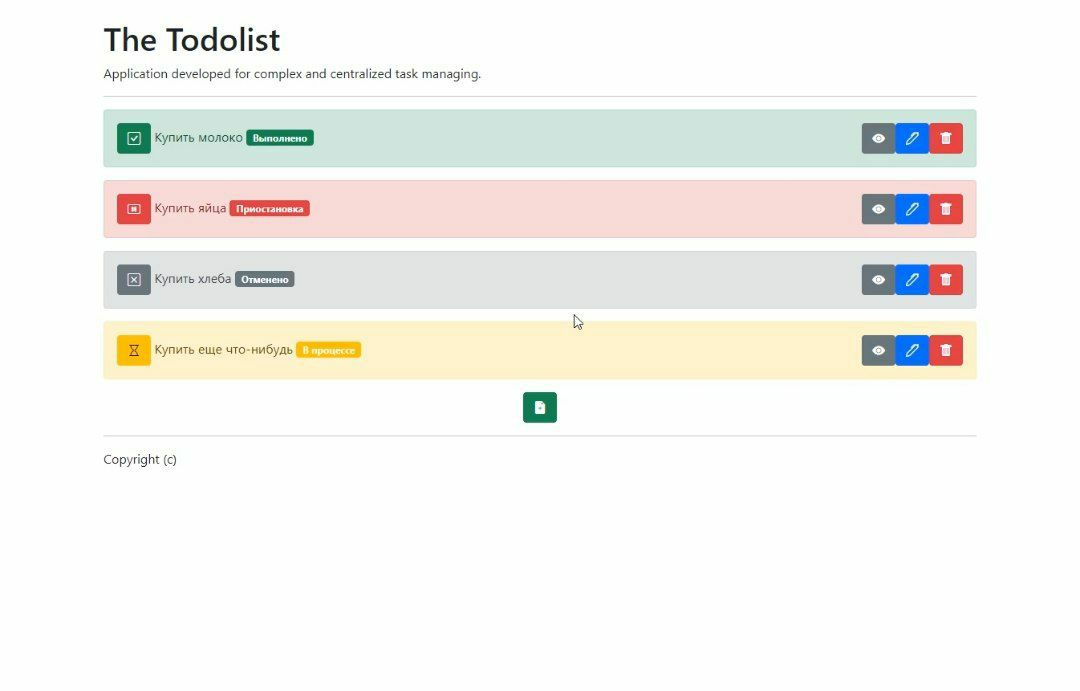 The Todolist
Application developed for complex and centralized task managing.
Купить молоко Выполнено
Купить яйца Приостановка
Купить хлеба Отменено
Купить еще что-нибудь В процессе
Copyright (c)